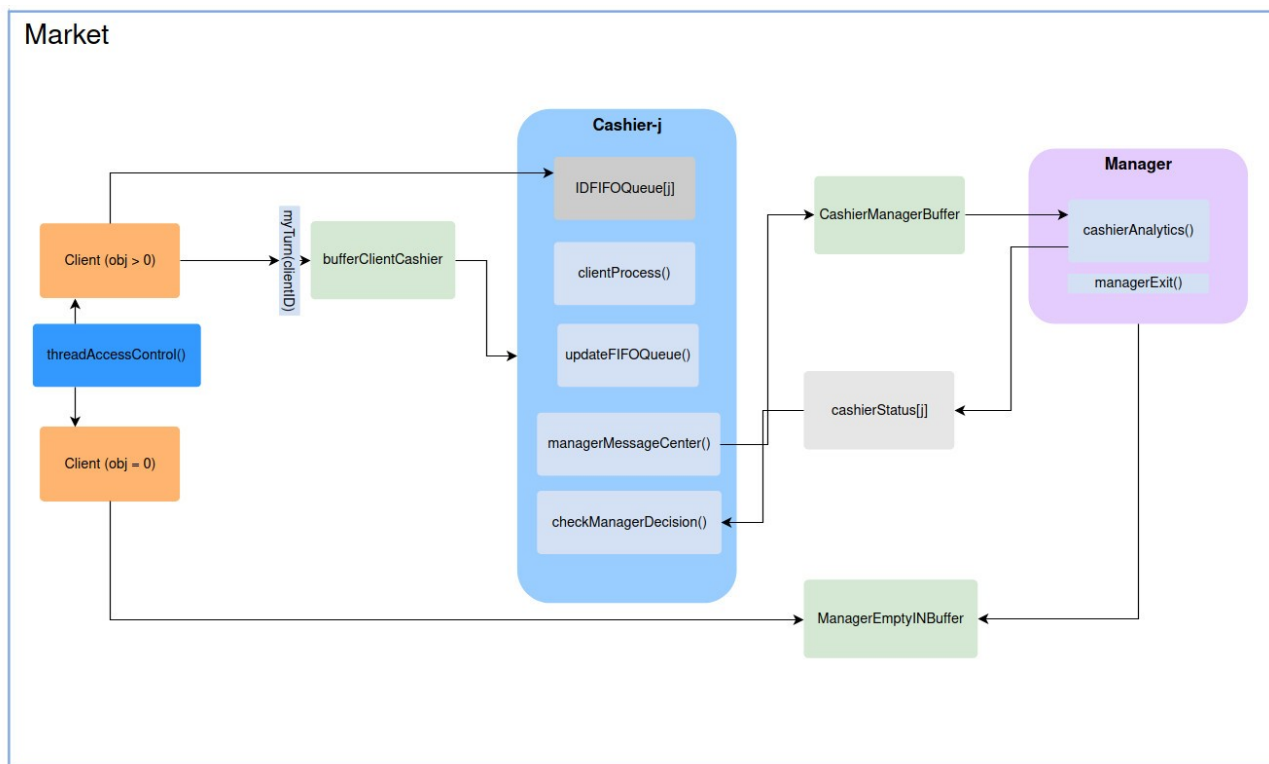 Market
Cashier-j
IDFIFOQueue[j]
clientProcess()
updateFIFOQueue()
managerMessageCenter()
checkManagerDecision()
Manager
cashierAnalytics()
managerExit()
CashierManagerBuffer
cashierStatus[j]
ManagerEmptyINBuffer
Client (obj > 0)
myTurn(clientID)
bufferClientCashier
threadAccessControl()
Client (obj = 0)